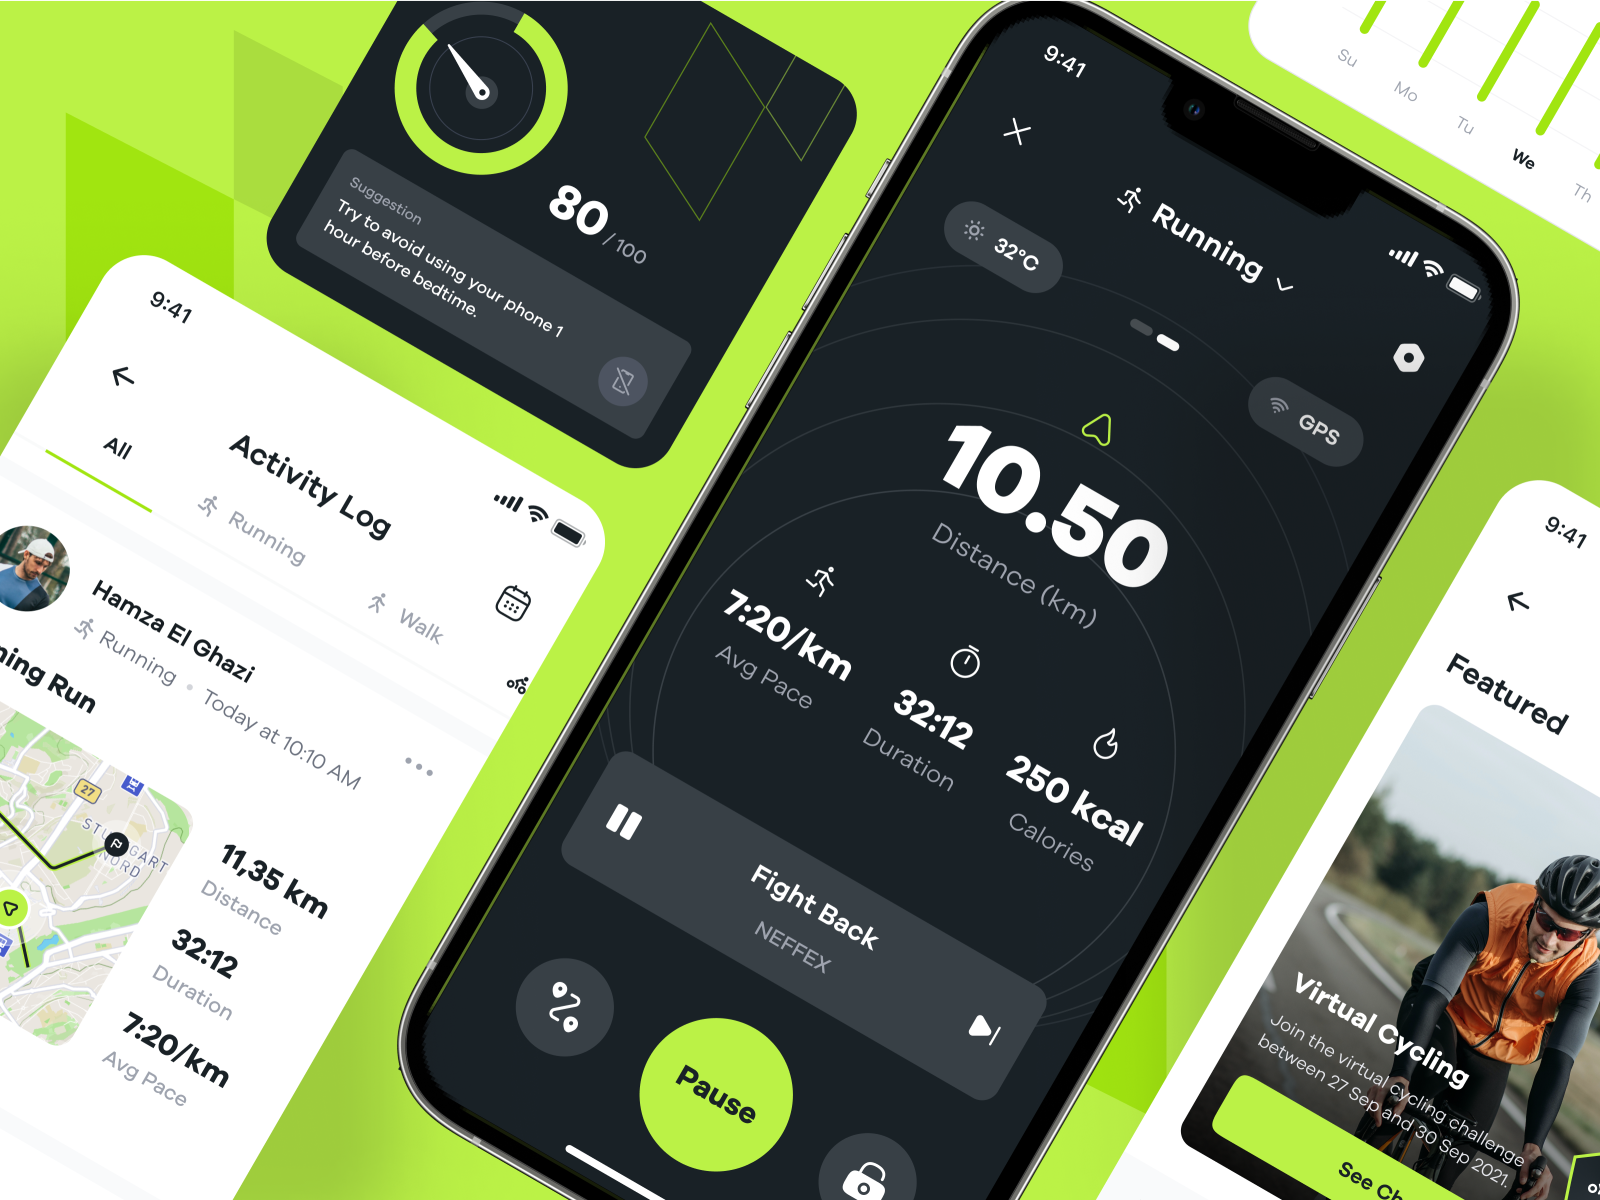 80 / 100
Suggestion
Try to avoid using your phone 1
hour before bedtime.
9:41
Activity Log
All
Running
Walk
Hamza El Ghazi
Running • Today at 10:10 AM
ning Run
27
STUTTGART
NORD
11,35 km
Distance
32:12
Duration
7:20/km
Avg Pace
9:41
Running
32°C
GPS
10.50
Distance (km)
7:20/km
Avg Pace
32:12
Duration
250 kcal
Calories
Fight Back
NEFFEX
Pause
Su
Mo
Tu
We
Th
9:41
Featured
Virtual Cycling
Join the virtual cycling challenge
between 27 Sep and 30 Sep 2021.
See Ch